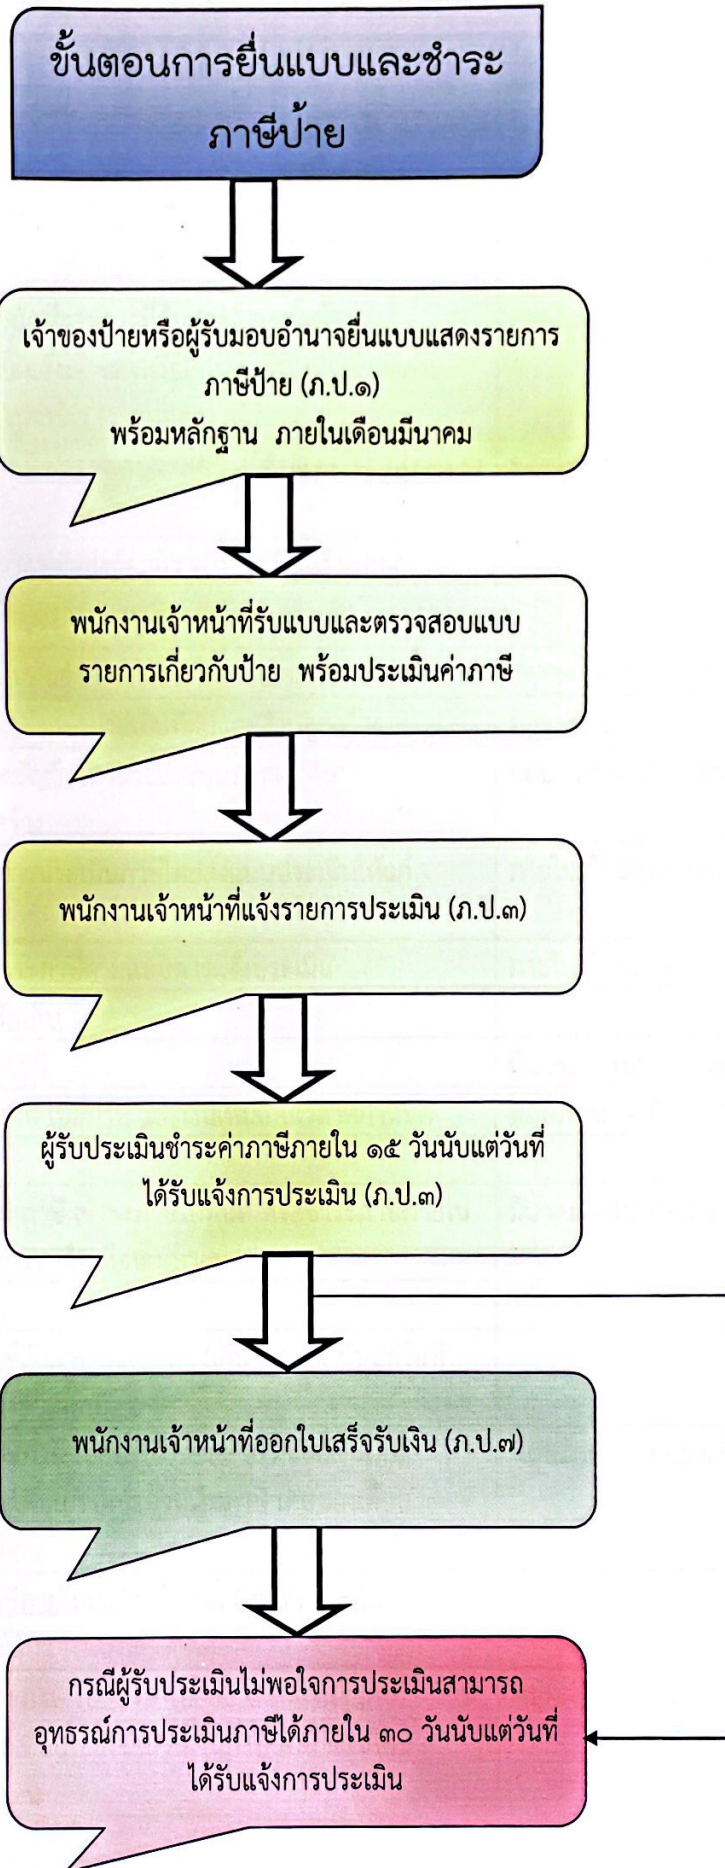 ขั้นตอนการยื่นแบบและชำระ
ภาษีป้าย
เจ้าของป้ายหรือผู้รับมอบอำนาจยื่นแบบแสดงรายการ
ภาษีป้าย (ภ.ป.๑)
พร้อมหลักฐาน ภายในเดือนมีนาคม
พนักงานเจ้าหน้าที่รับแบบและตรวจสอบแบบ
รายการเกี่ยวกับป้าย พร้อมประเมินค่าภาษี
พนักงานเจ้าหน้าที่แจ้งรายการประเมิน (ภ.ป.๓)
ผู้รับประเมินชำระค่าภาษีภายใน ๑๕ วันนับแต่วันที่
ได้รับแจ้งการประเมิน (ภ.ป.๓)
พนักงานเจ้าหน้าที่ออกใบเสร็จรับเงิน (ภ.ป.๗)
กรณีผู้รับประเมินไม่พอใจการประเมินสามารถ
อุทธรณ์การประเมินภาษีได้ภายใน ๓๐ วันนับแต่วันที่
ได้รับแจ้งการประเมิน